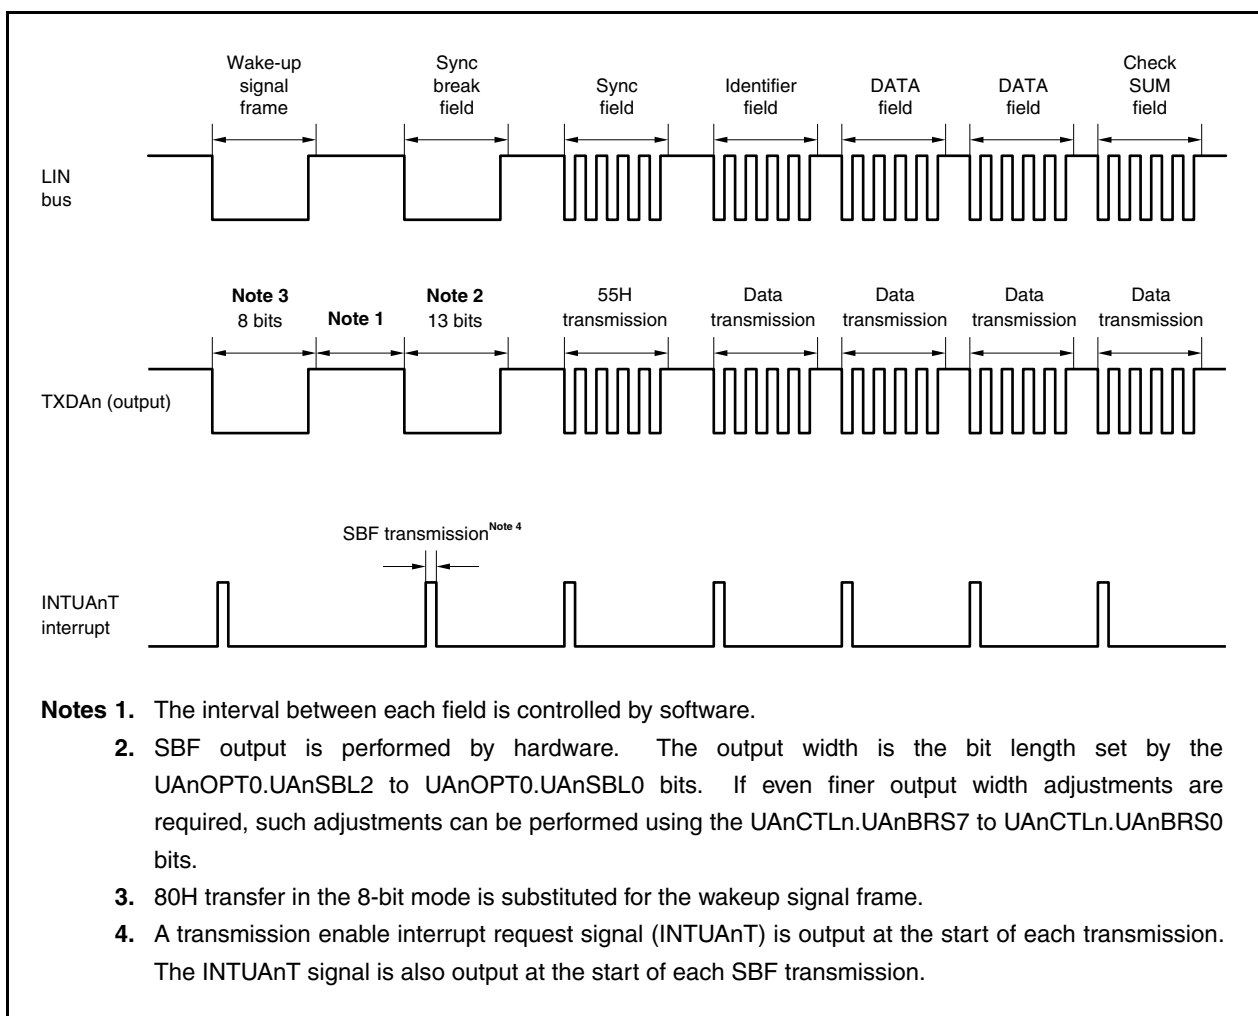 Wake-up
signal
frame
Sync
break
field
Sync
field
Identifier
field
DATA
field
DATA
field
Check
SUM
field
LIN
bus
Note 3
8 bits
Note 1
Note 2
13 bits
55H
transmission
Data
transmission
Data
transmission
Data
transmission
Data
transmission
TXDAn (output)
SBF transmission Note 4
INTUAnT
interrupt
Notes 1. The interval between each field is controlled by software.
2. SBF output is performed by hardware. The output width is the bit length set by the
UAnOPT0.UAnSBL2 to UAnOPT0.UAnSBL0 bits. If even finer output width adjustments are
required, such adjustments can be performed using the UAnCTLn.UAnBRS7 to UAnCTLn.UAnBRS0
bits.
3. 80H transfer in the 8-bit mode is substituted for the wakeup signal frame.
4. A transmission enable interrupt request signal (INTUAnT) is output at the start of each transmission.
The INTUAnT signal is also output at the start of each SBF transmission.